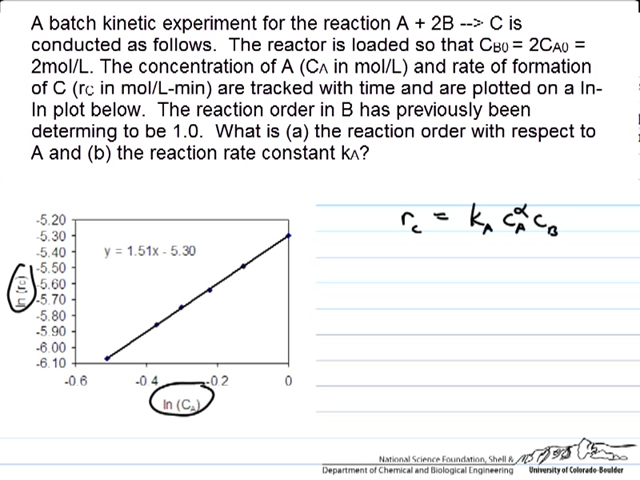 A batch kinetic experiment for the reaction A + 2B --> C is
conducted as follows. The reactor is loaded so that CB0 = 2CA0 =
2mol/L. The concentration of A (CA in mol/L) and rate of formation
of C (rC in mol/L-min) are tracked with time and are plotted on a ln-
ln plot below. The reaction order in B has previously been
determing to be 1.0. What is (a) the reaction order with respect to
A and (b) the reaction rate constant kA?
r_c = k_A c_A^α c_B
-5.20
-5.30
-5.40
-5.50
-5.60
-5.70
-5.80
-5.90
-6.00
-6.10
y = 1.51x - 5.30
ln (rC)
-0.6 -0.4 -0.2 0
ln (CA)
National Science Foundation, Shell &
Department of Chemical and Biological Engineering
University of Colorado-Boulder